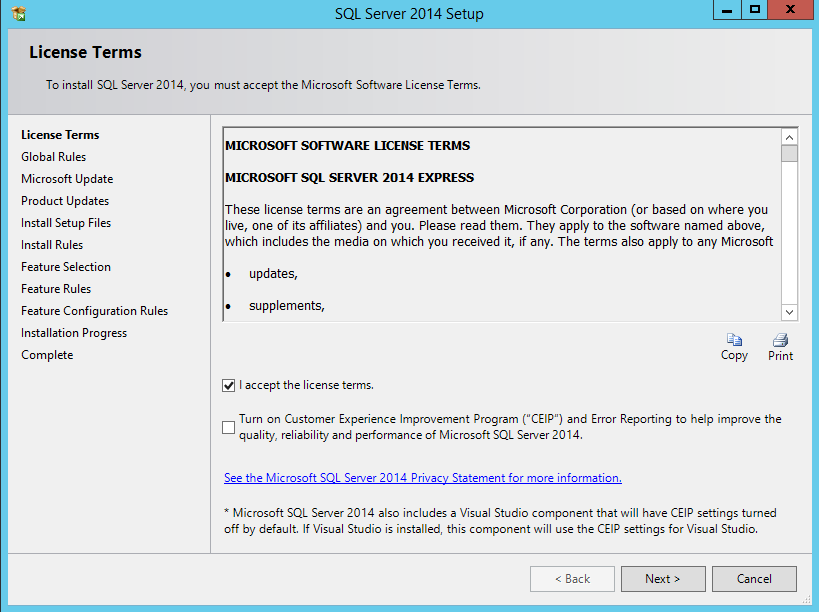 SQL Server 2014 Setup
License Terms
To install SQL Server 2014, you must accept the Microsoft Software License Terms.
License Terms
Global Rules
Microsoft Update
Product Updates
Install Setup Files
Install Rules
Feature Selection
Feature Rules
Feature Configuration Rules
Installation Progress
Complete
MICROSOFT SOFTWARE LICENSE TERMS
MICROSOFT SQL SERVER 2014 EXPRESS
These license terms are an agreement between Microsoft Corporation (or based on where you
live, one of its affiliates) and you. Please read them. They apply to the software named above,
which includes the media on which you received it, if any. The terms also apply to any Microsoft
• updates,
• supplements,
Copy
Print
I accept the license terms.
Turn on Customer Experience Improvement Program ("CEIP") and Error Reporting to help improve the
quality, reliability and performance of Microsoft SQL Server 2014.
See the Microsoft SQL Server 2014 Privacy Statement for more information.
* Microsoft SQL Server 2014 also includes a Visual Studio component that will have CEIP settings turned
off by default. If Visual Studio is installed, this component will use the CEIP settings for Visual Studio.
< Back
Next >
Cancel